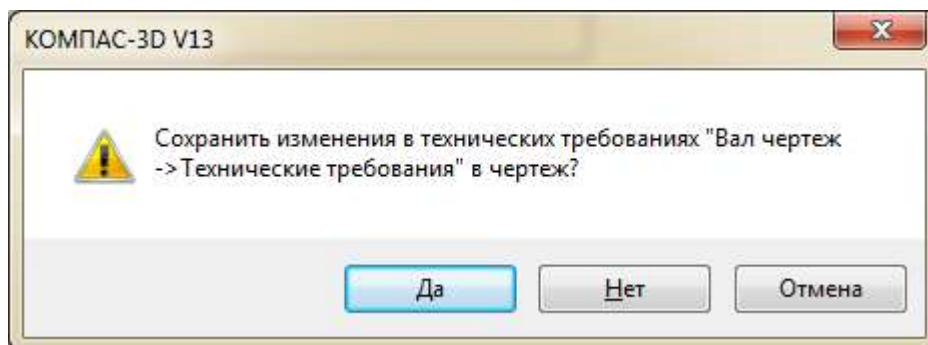 КОМПАС-3D V13
Сохранить изменения в технических требованиях "Вал чертеж
->Технические требования" в чертеж?
Да Нет Отмена